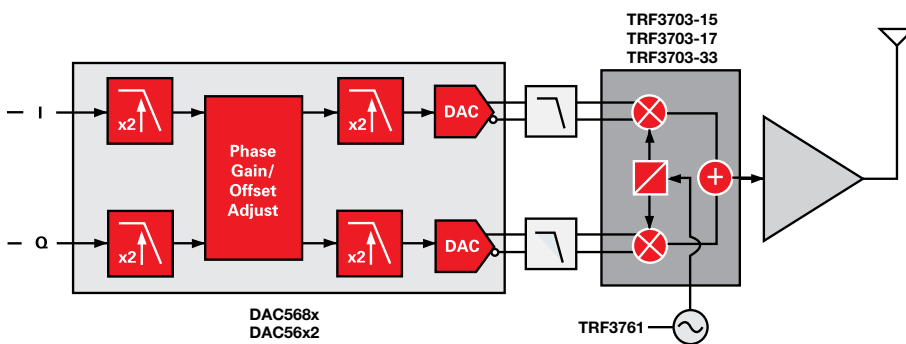 TRF3703-15
TRF3703-17
TRF3703-33
I
x2
Phase
Gain/
Offset
Adjust
x2
DAC
Q
x2
x2
DAC
DAC568x
DAC56x2
TRF3761